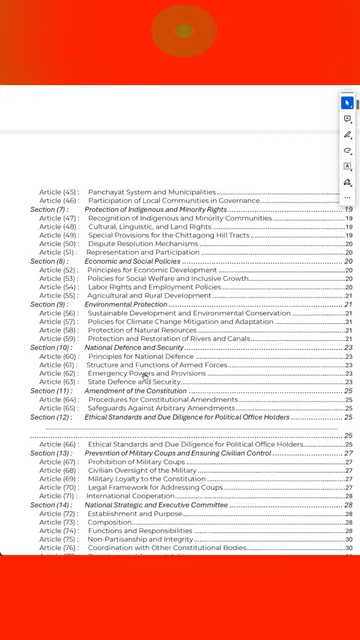 Article (45) : Panchayat System and Municipalities
Article (46) : Participation of Local Communities in Governance
Section (7) : Protection of Indigenous and Minority Rights 19
Article (47) : Recognition of Indigenous and Minority Communities 19
Article (48) : Cultural, Linguistic, and Land Rights 19
Article (49) : Special Provisions for the Chittagong Hill Tracts 19
Article (50) : Dispute Resolution Mechanisms 20
Article (51) : Representation and Participation 20
Section (8) : Economic and Social Policies 20
Article (52) : Principles for Economic Development 20
Article (53) : Policies for Social Welfare and Inclusive Growth 20
Article (54) : Labor Rights and Employment Policies 21
Article (55) : Agricultural and Rural Development 21
Section (9) : Environmental Protection 21
Article (56) : Sustainable Development and Environmental Conservation 21
Article (57) : Policies for Climate Change Mitigation and Adaptation 21
Article (58) : Protection of Natural Resources 21
Article (59) : Protection and Restoration of Rivers and Canals 21
Section (10) : National Defence and Security 23
Article (60) : Principles for National Defence 23
Article (61) : Structure and Functions of Armed Forces 23
Article (62) : Emergency Powers and Provisions 23
Article (63) : State Defence and Security 23
Section (11) : Amendment of the Constitution 25
Article (64) : Procedures for Constitutional Amendments 25
Article (65) : Safeguards Against Arbitrary Amendments 25
Section (12) : Ethical Standards and Due Diligence for Political Office Holders 25
25
Article (66) : Ethical Standards and Due Diligence for Political Office Holders 25
Section (13) : Prevention of Military Coups and Ensuring Civilian Control 27
Article (67) : Prohibition of Military Coups 27
Article (68) : Civilian Oversight of the Military 27
Article (69) : Military Loyalty to the Constitution 27
Article (70) : Legal Framework for Addressing Coups 27
Article (71) : International Cooperation 28
Section (14) : National Strategic and Executive Committee 28
Article (72) : Establishment and Purpose 28
Article (73) : Composition 28
Article (74) : Functions and Responsibilities 28
Article (75) : Non-Partisanship and Integrity 30
Article (76) : Coordination with Other Constitutional Bodies 30